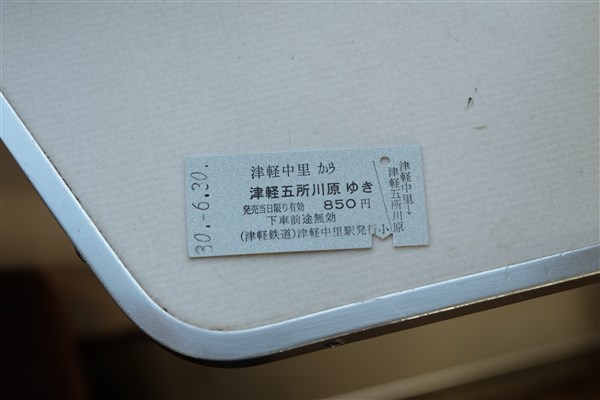 30.-6.30.
津軽中里 から
津軽五所川原 ゆき
発売当日限り有効 850円
下車前途無効
(津軽鉄道)津軽中里駅発行
小
津軽中里→
津軽五所川原